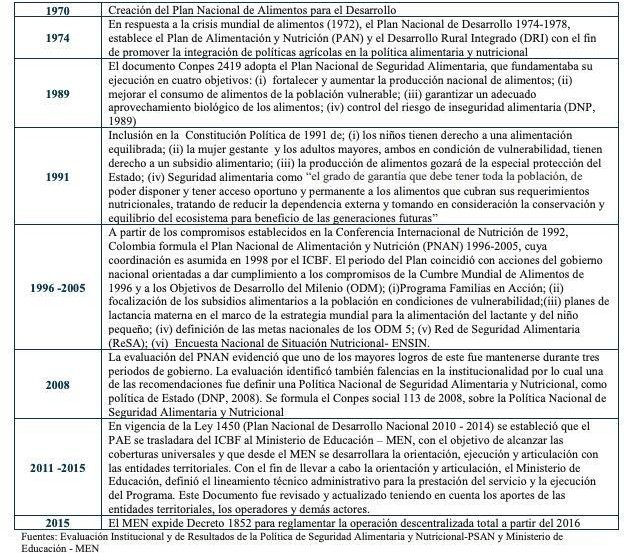 1970 Creación del Plan Nacional de Alimentos para el Desarrollo
1974 En respuesta a la crisis mundial de alimentos (1972), el Plan Nacional de Desarrollo 1974-1978,
establece el Plan de Alimentación y Nutrición (PAN) y el Desarrollo Rural Integrado (DRI) con el fin
de promover la integración de políticas agrícolas en la política alimentaria y nutricional
1989 El documento Conpes 2419 adopta el Plan Nacional de Seguridad Alimentaria, que fundamentaba su
ejecución en cuatro objetivos: (i) fortalecer y aumentar la producción nacional de alimentos; (ii)
mejorar el consumo de alimentos de la población vulnerable; (iii) garantizar un adecuado
aprovechamiento biológico de los alimentos; (iv) control del riesgo de inseguridad alimentaria (DNP,
1989)
1991 Inclusión en la Constitución Política de 1991 de; (i) los niños tienen derecho a una alimentación
equilibrada; (ii) la mujer gestante y los adultos mayores, ambos en condición de vulnerabilidad, tienen
derecho a un subsidio alimentario; (iii) la producción de alimentos gozará de la especial protección del
Estado; (iv) Seguridad alimentaria como "el grado de garantía que debe tener toda la población, de
poder disponer y tener acceso oportuno y permanente a los alimentos que cubran sus requerimientos
nutricionales, tratando de reducir la dependencia externa y tomando en consideración la conservación y
equilibrio del ecosistema para beneficio de las generaciones futuras"
1996 -2005 A partir de los compromisos establecidos en la Conferencia Internacional de Nutrición de 1992,
Colombia formula el Plan Nacional de Alimentación y Nutrición (PNAN) 1996-2005, cuya
coordinación es asumida en 1998 por el ICBF. El periodo del Plan coincidió con acciones del gobierno
nacional orientadas a dar cumplimiento a los compromisos de la Cumbre Mundial de Alimentos de
1996 y a los Objetivos de Desarrollo del Milenio (ODM); (i)Programa Familias en Acción; (ii)
focalización de los subsidios alimentarios a la población en condiciones de vulnerabilidad;(iii) planes de
lactancia materna en el marco de la estrategia mundial para la alimentación del lactante y del niño
pequeño; (iv) definición de las metas nacionales de los ODM 5; (v) Red de Seguridad Alimentaria
(ReSA); (vi) Encuesta Nacional de Situación Nutricional- ENSIN.
2008 La evaluación del PNAN evidenció que uno de los mayores logros de este fue mantenerse durante tres
periodos de gobierno. La evaluación identificó también falencias en la institucionalidad por lo cual una
de las recomendaciones fue definir una Política Nacional de Seguridad Alimentaria y Nutricional, como
política de Estado (DNP, 2008). Se formula el Conpes social 113 de 2008, sobre la Política Nacional de
Seguridad Alimentaria y Nutricional
2011 -2015 En vigencia de la Ley 1450 (Plan Nacional de Desarrollo Nacional 2010 - 2014) se estableció que el
PAE se trasladara del ICBF al Ministerio de Educación – MEN, con el objetivo de alcanzar las
coberturas universales y que desde el MEN se desarrollara la orientación, ejecución y articulación con
las entidades territoriales. Con el fin de llevar a cabo la orientación y articulación, el Ministerio de
Educación, definió el lineamiento técnico administrativo para la prestación del servicio y la ejecución
del Programa. Este Documento fue revisado y actualizado teniendo en cuenta los aportes de las
entidades territoriales, los operadores y demás actores.
2015 El MEN expide Decreto 1852 para reglamentar la operación descentralizada total a partir del 2016
Fuentes: Evaluación Institucional y de Resultados de la Política de Seguridad Alimentaria y Nutricional-PSAN y Ministerio de
Educación - MEN